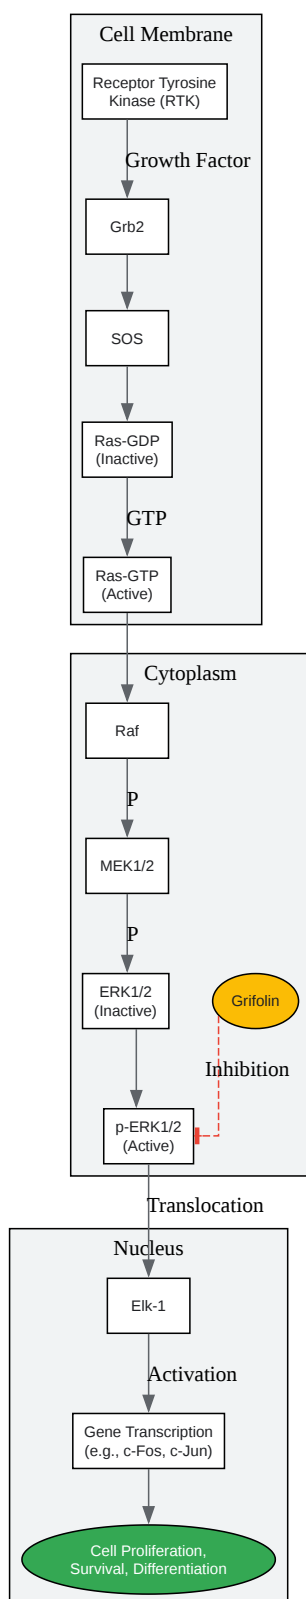 Cell Membrane
Receptor Tyrosine
Kinase (RTK)
Growth Factor
Grb2
SOS
Ras-GDP
(Inactive)
GTP
Ras-GTP
(Active)
Cytoplasm
Raf
P
MEK1/2
P
ERK1/2
(Inactive)
Grifolin
Inhibition
p-ERK1/2
(Active)
Translocation
Nucleus
Elk-1
Activation
Gene Transcription
(e.g., c-Fos, c-Jun)
Cell Proliferation,
Survival, Differentiation